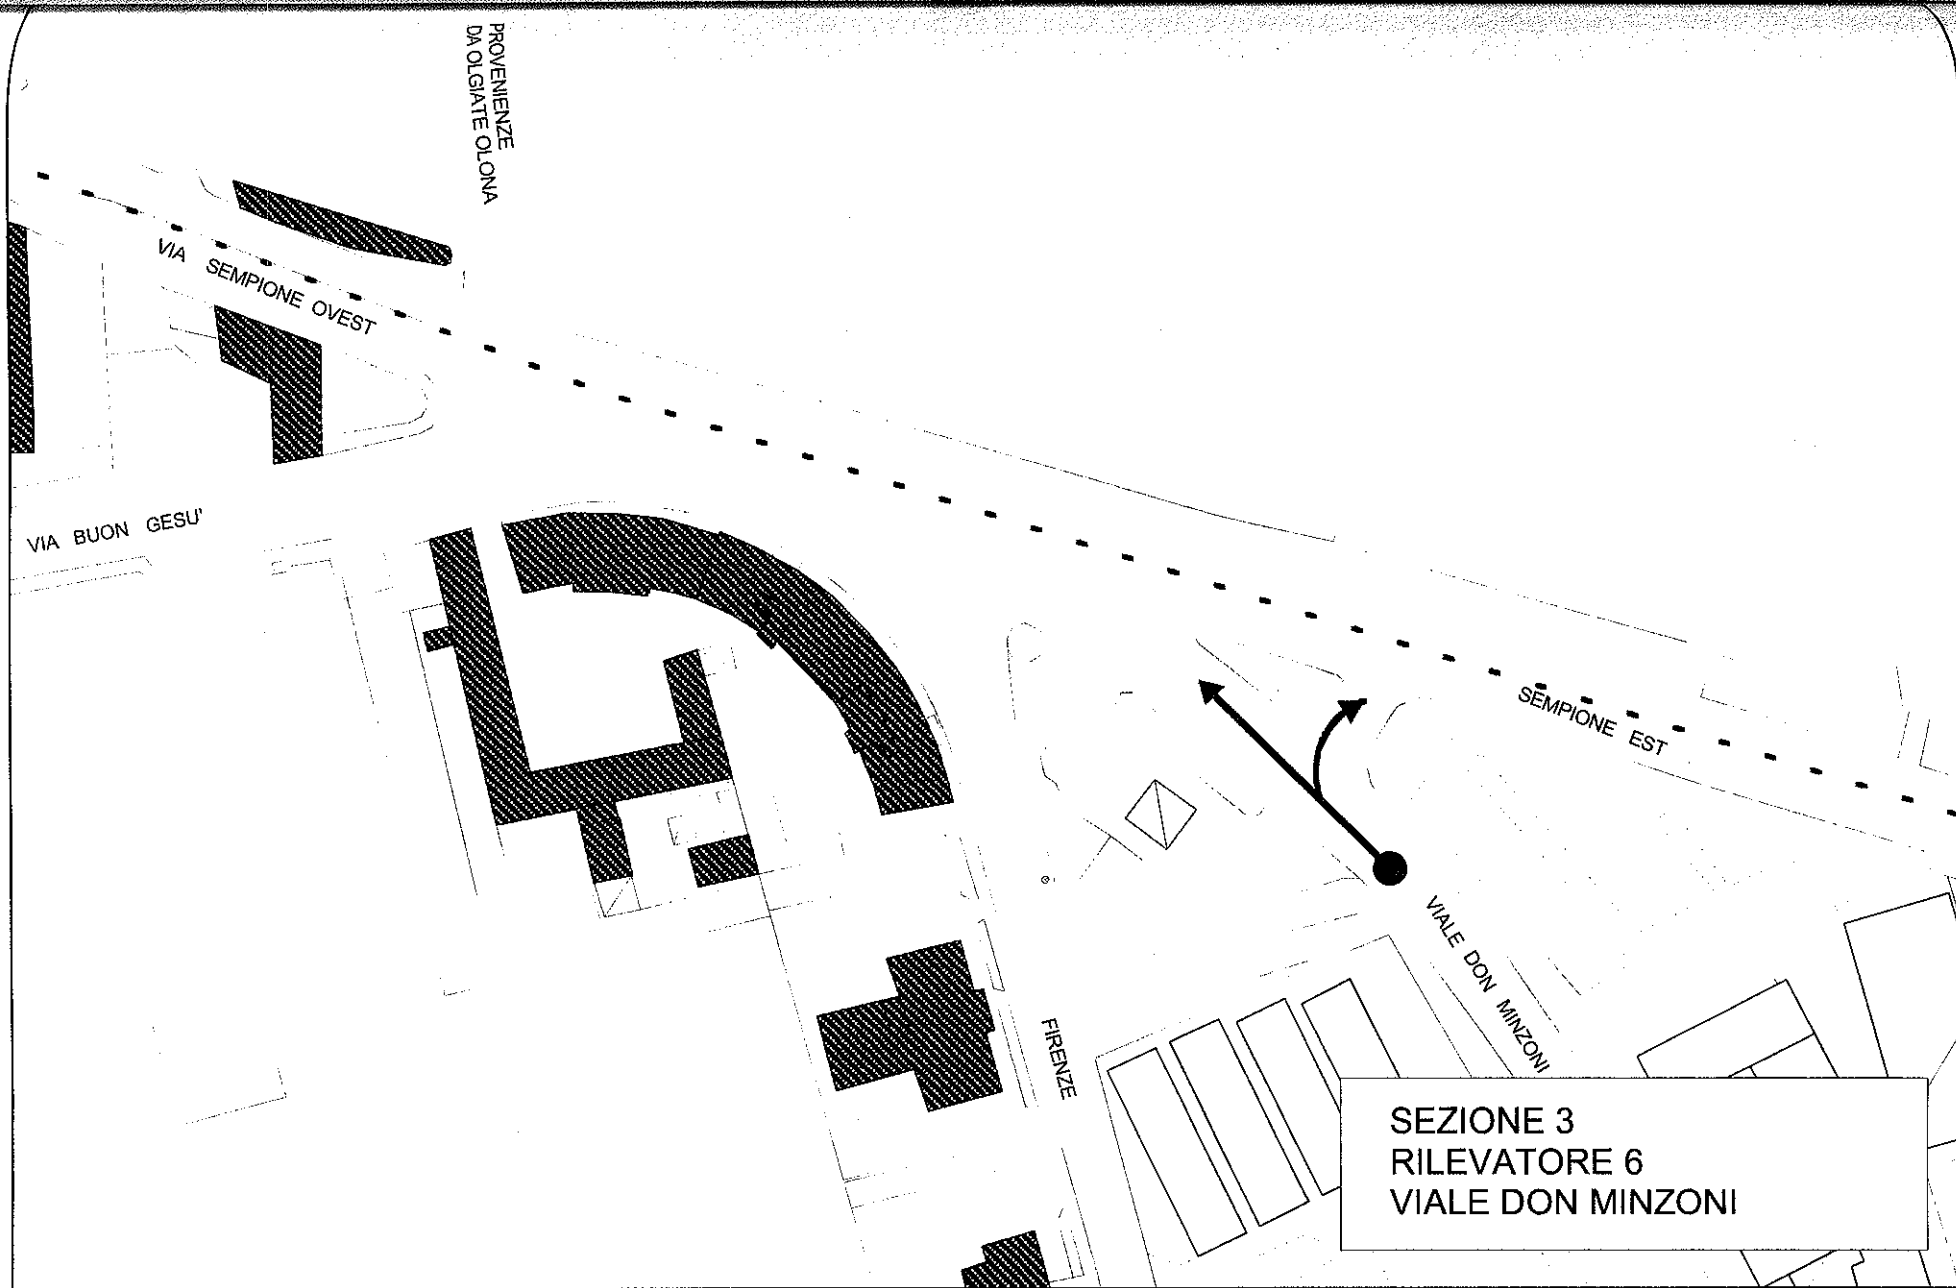 PROVENIENZE
DA OLGIATE OLONA
VIA SEMPIONE OVEST
VIA BUON GESU'
SEMPIONE EST
VIALE DON MINZONI
FIRENZE
SEZIONE 3
RILEVATORE 6
VIALE DON MINZONI